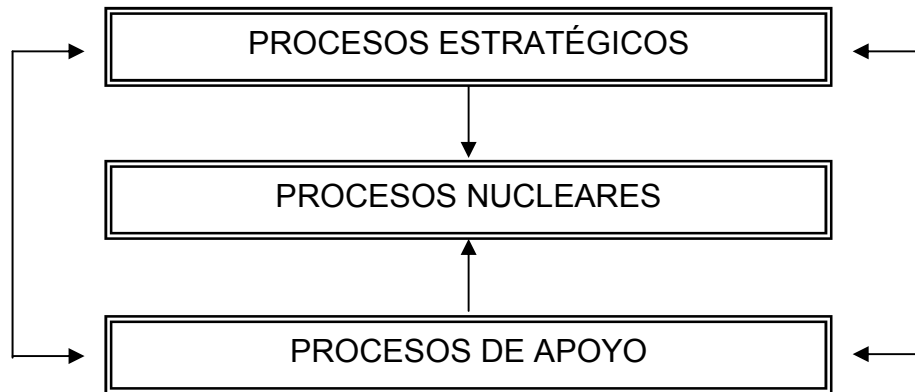 PROCESOS ESTRATÉGICOS
PROCESOS NUCLEARES
PROCESOS DE APOYO